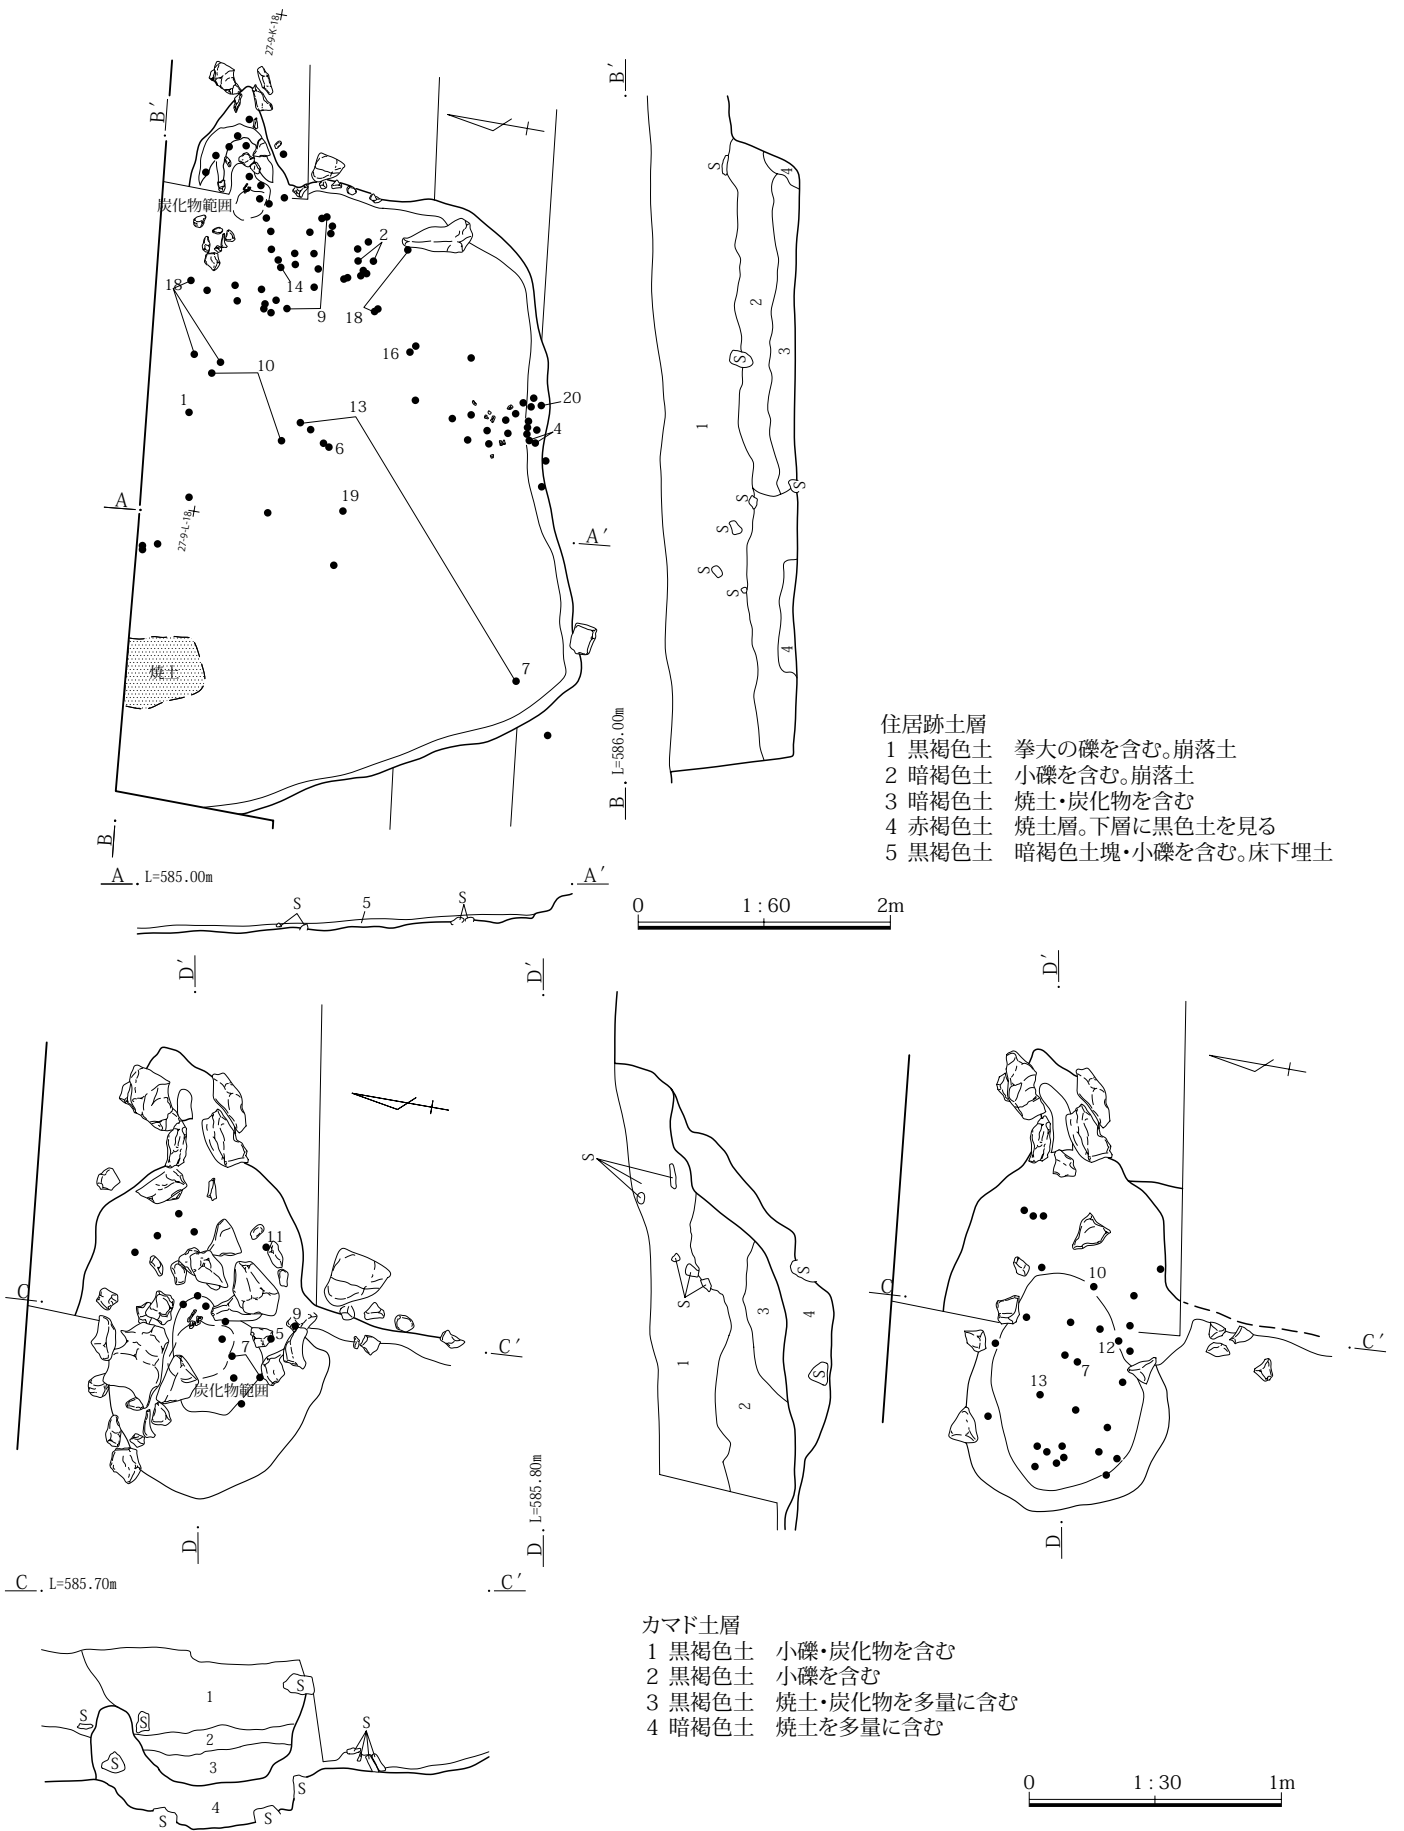 27-9-K-18
B′
B′
炭化物範囲
2
18
14
9
18
16
10
1
13
20
4
6
19
A
27-9-L-18
A′
焼土
7
B
A L=585.00m
A′
S
5
S
B L=586.00m
S
4
2
3
S
1
S
S
S
S
S
4
住居跡土層
1 黒褐色土 拳大の礫を含む。崩落土
2 暗褐色土 小礫を含む。崩落土
3 暗褐色土 焼土・炭化物を含む
4 赤褐色土 焼土層。下層に黒色土を見る
5 黒褐色土 暗褐色土塊・小礫を含む。床下埋土
0 1:60 2m
D′
D′
D′
11
C
9
5
7
炭化物範囲
C′
D
D L=585.80m
S
S
S
3
4
1
2
S
C
10
12
7
13
C′
D
C L=585.70m
C′
S
1
S
S
S
2
S
3
S
4
S
S
カマド土層
1 黒褐色土 小礫・炭化物を含む
2 黒褐色土 小礫を含む
3 黒褐色土 焼土・炭化物を多量に含む
4 暗褐色土 焼土を多量に含む
0 1:30 1m